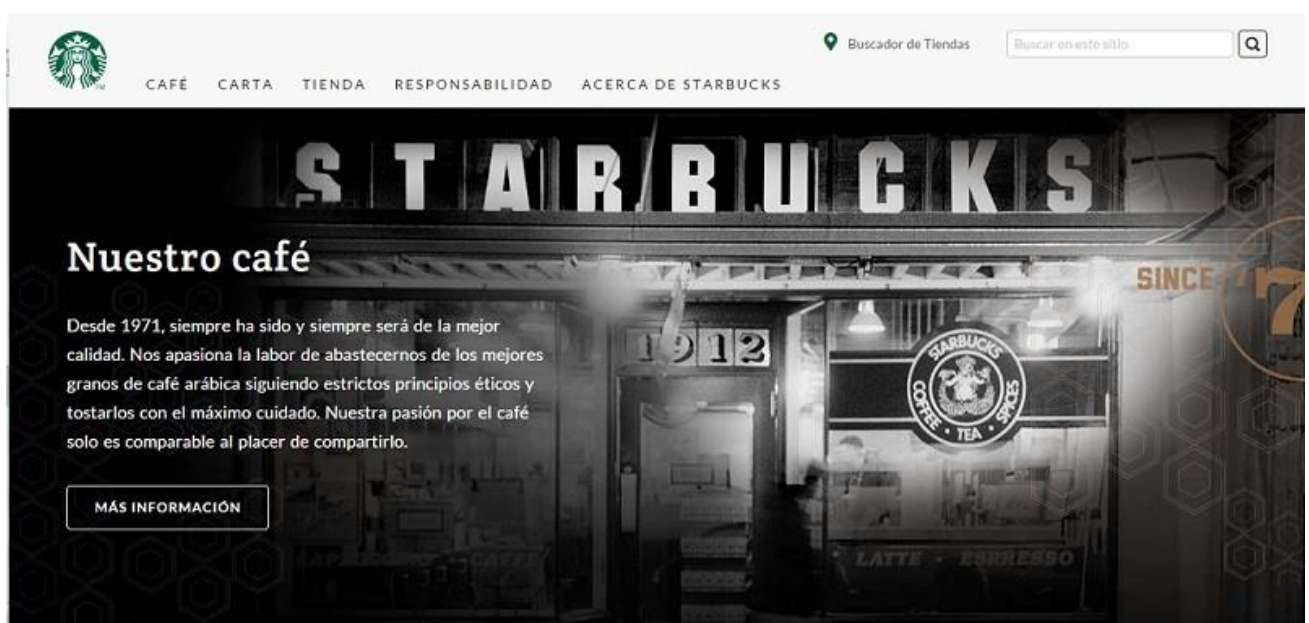 Buscador de Tiendas
Buscar en este sitio
CAFÉ CARTA TIENDA RESPONSABILIDAD ACERCA DE STARBUCKS
STARBUCKS
Nuestro café
SINCE '7
Desde 1971, siempre ha sido y siempre será de la mejor
calidad. Nos apasiona la labor de abastecernos de los mejores
granos de café arábica siguiendo estrictos principios éticos y
tostarlos con el máximo cuidado. Nuestra pasión por el café
solo es comparable al placer de compartirlo.
1912
STARBUCKS
COFFEE · TEA · SPICES
MÁS INFORMACIÓN
LATTE · ESPRESSO